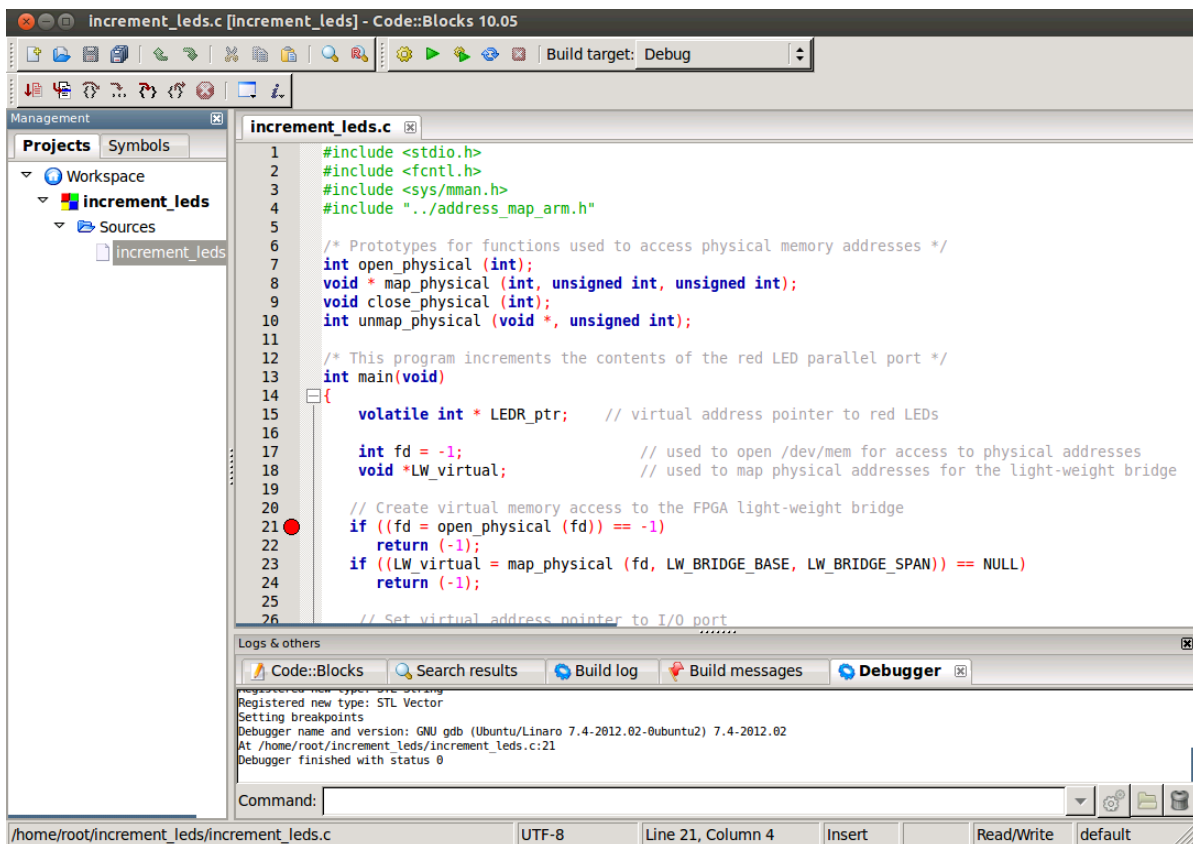 increment_leds.c [increment_leds] - Code::Blocks 10.05
Build target: Debug
Management
Projects Symbols
Workspace
increment_leds
Sources
increment_leds
increment_leds.c
1 #include <stdio.h>
2 #include <fcntl.h>
3 #include <sys/mman.h>
4 #include "../address_map_arm.h"
5
6 /* Prototypes for functions used to access physical memory addresses */
7 int open_physical (int);
8 void * map_physical (int, unsigned int, unsigned int);
9 void close_physical (int);
10 int unmap_physical (void *, unsigned int);
11
12 /* This program increments the contents of the red LED parallel port */
13 int main(void)
14 {
15 volatile int * LEDR_ptr; // virtual address pointer to red LEDs
16
17 int fd = -1; // used to open /dev/mem for access to physical addresses
18 void *LW_virtual; // used to map physical addresses for the light-weight bridge
19
20 // Create virtual memory access to the FPGA light-weight bridge
21 if ((fd = open_physical (fd)) == -1)
22 return (-1);
23 if ((LW_virtual = map_physical (fd, LW_BRIDGE_BASE, LW_BRIDGE_SPAN)) == NULL)
24 return (-1);
25
26 // Set virtual address pointer to I/O port
Logs & others
Code::Blocks Search results Build log Build messages Debugger
Registered new type: STL String
Registered new type: STL Vector
Setting breakpoints
Debugger name and version: GNU gdb (Ubuntu/Linaro 7.4-2012.02-0ubuntu2) 7.4-2012.02
At /home/root/increment_leds/increment_leds.c:21
Debugger finished with status 0
Command:
/home/root/increment_leds/increment_leds.c UTF-8 Line 21, Column 4 Insert Read/Write default